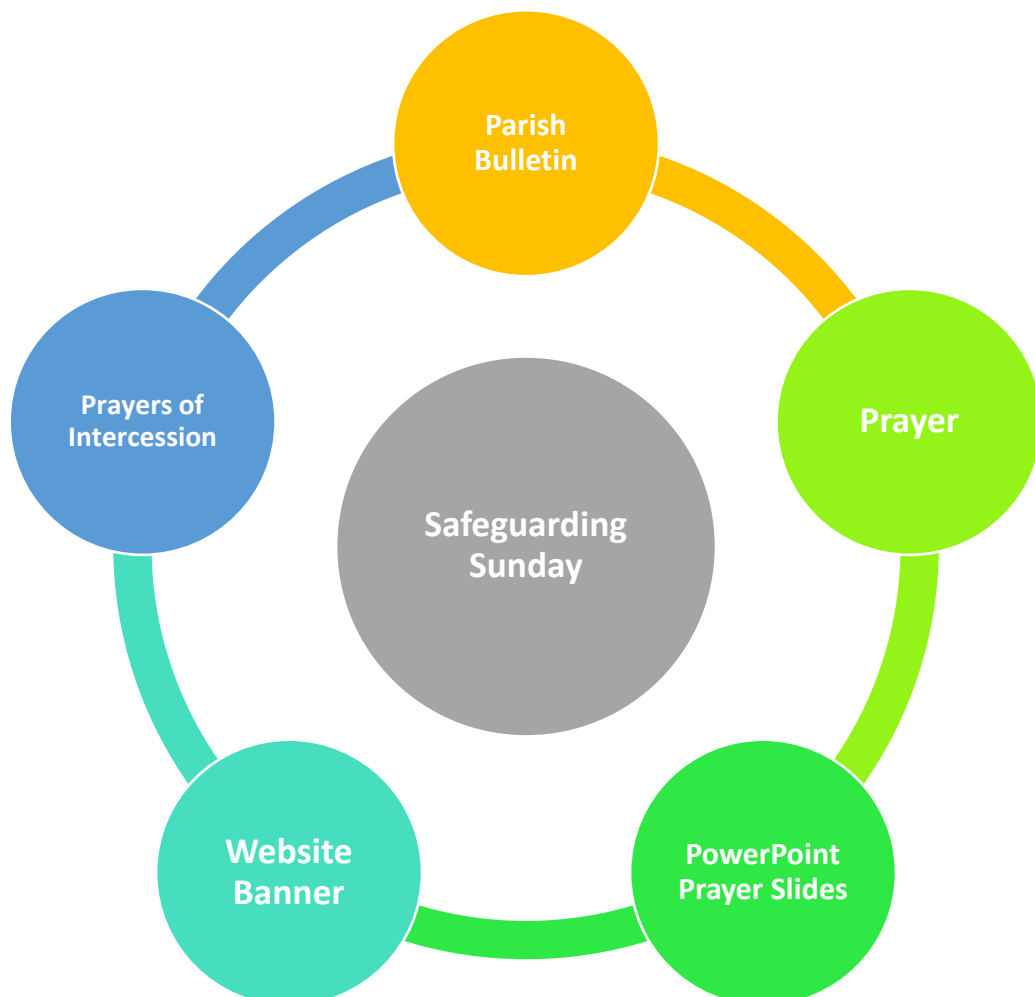 Parish
Bulletin
Prayer
PowerPoint
Prayer Slides
Website
Banner
Prayers of
Intercession
Safeguarding
Sunday